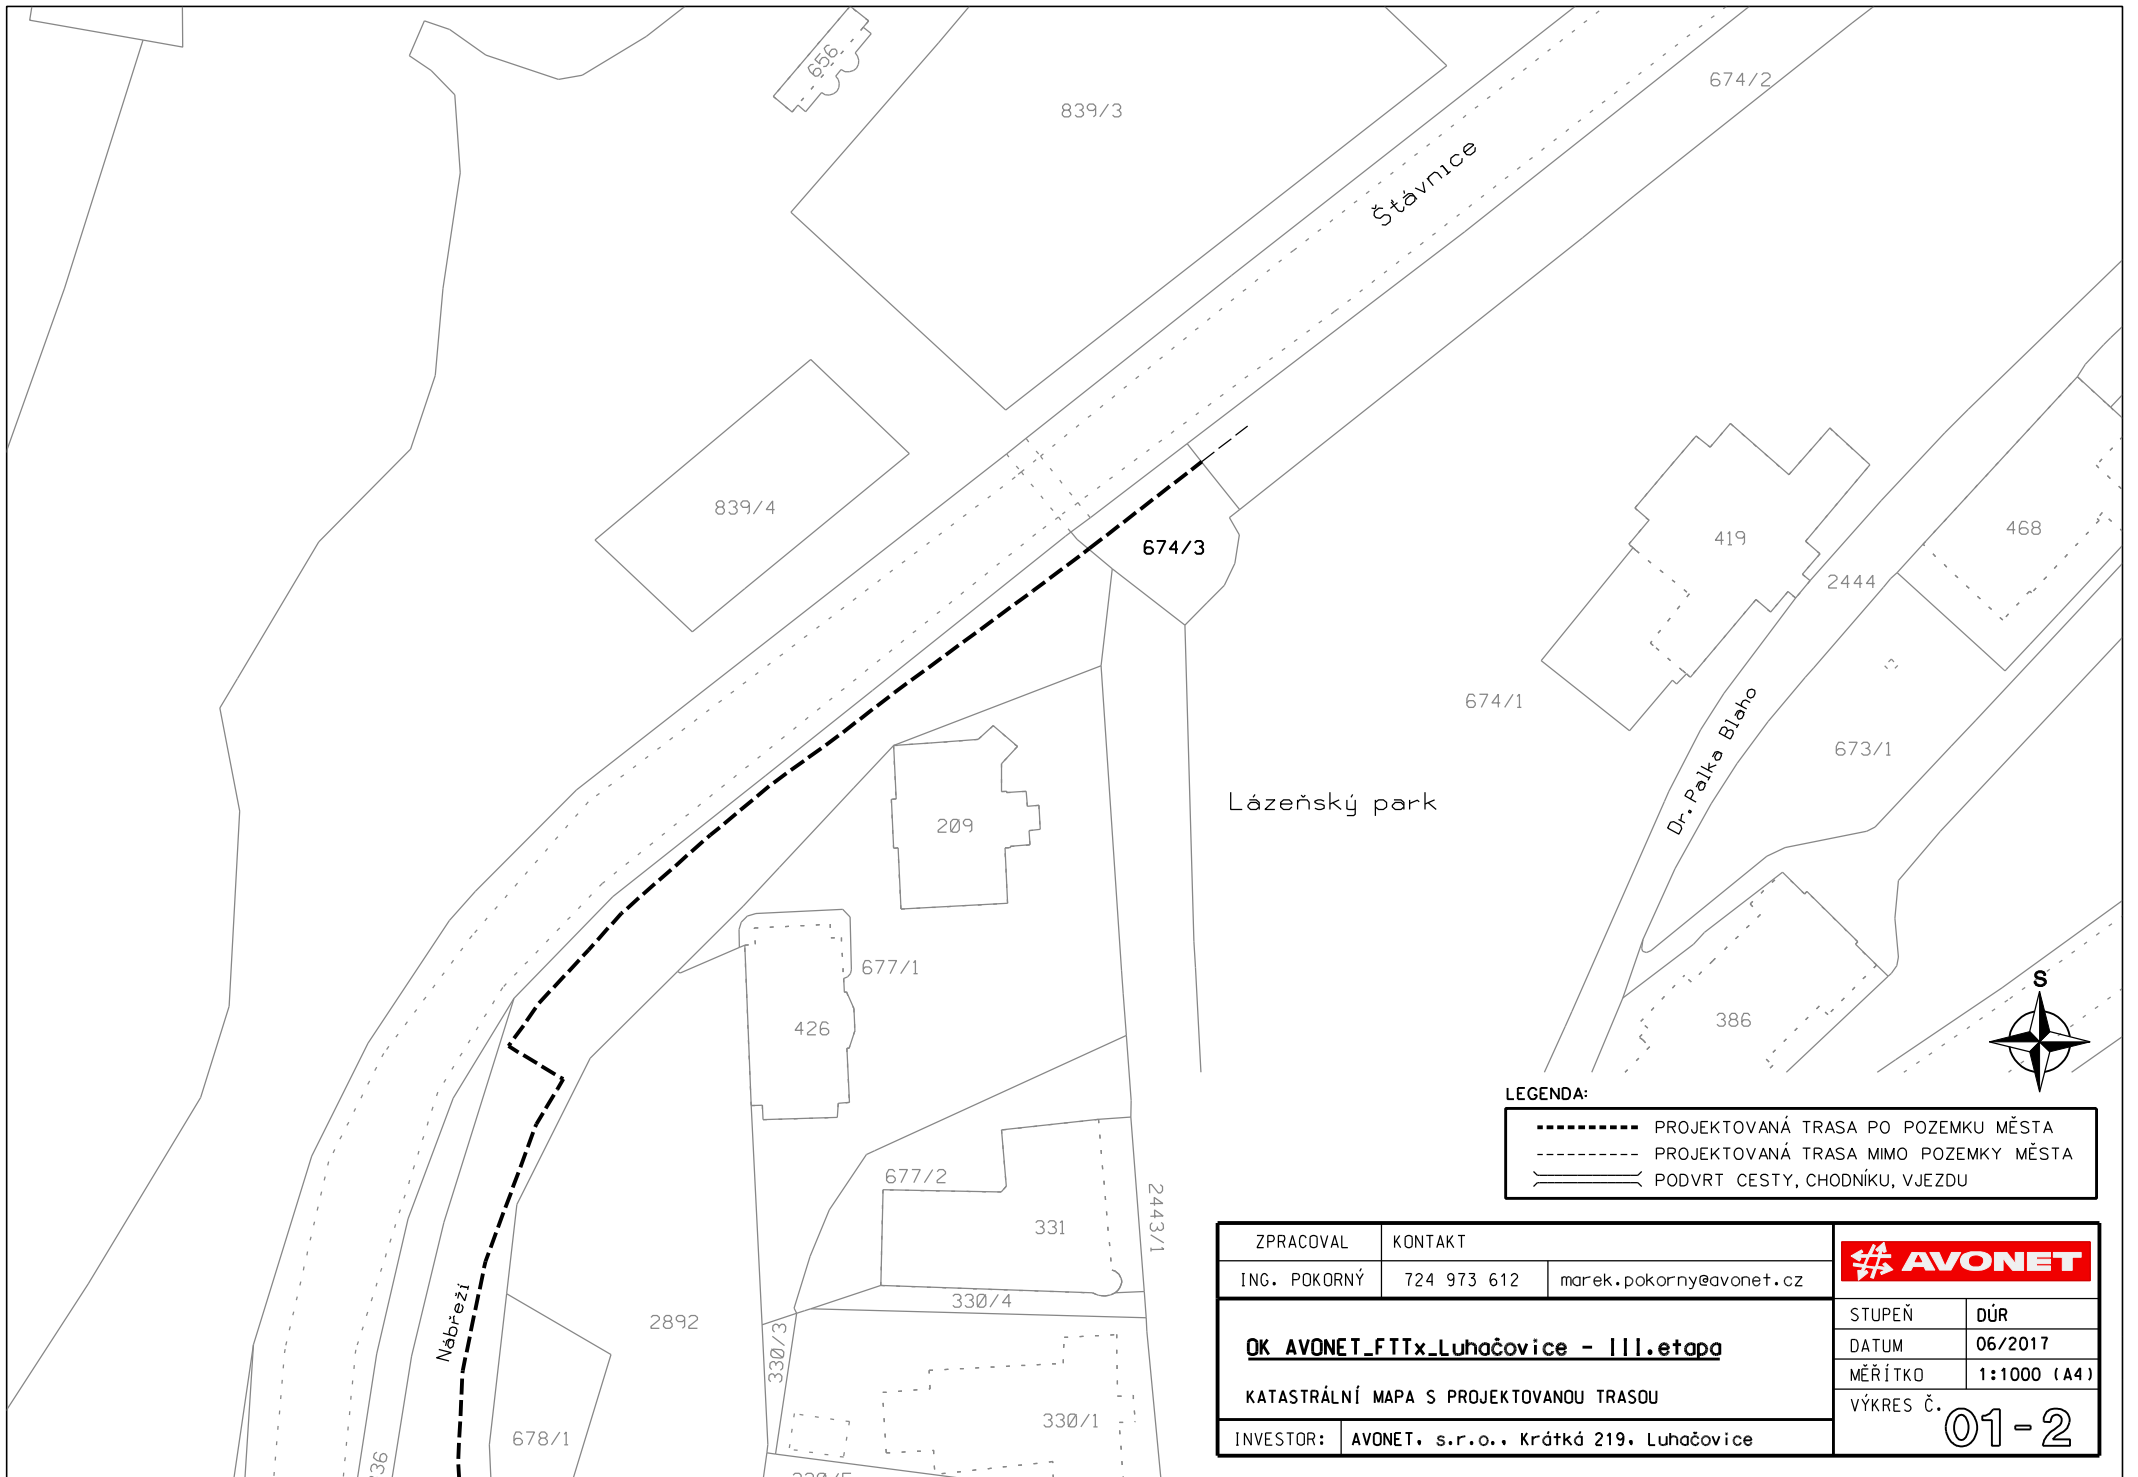 656
839/3
674/2
Štávnice
839/4
674/3
419
468
2444
674/1
673/1
Dr. Palka Blaho
Lázeňský park
209
677/1
426
386
S
677/2
331
2443/1
Nábřeží
2892
330/4
330/3
330/1
678/1
LEGENDA:
PROJEKTOVANÁ TRASA PO POZEMKU MĚSTA
PROJEKTOVANÁ TRASA MIMO POZEMKY MĚSTA
PODVRT CESTY, CHODNÍKU, VJEZDU
ZPRACOVAL KONTAKT
ING. POKORNÝ 724 973 612 marek.pokorny@avonet.cz
AVONET
OK AVONET_FTTx_Luhačovice - III.etapa
KATASTRÁLNÍ MAPA S PROJEKTOVANOU TRASOU
INVESTOR: AVONET, s.r.o., Krátká 219, Luhačovice
STUPEŇ DÚR
DATUM 06/2017
MĚŘÍTKO 1:1000 (A4)
VÝKRES Č. 01-2